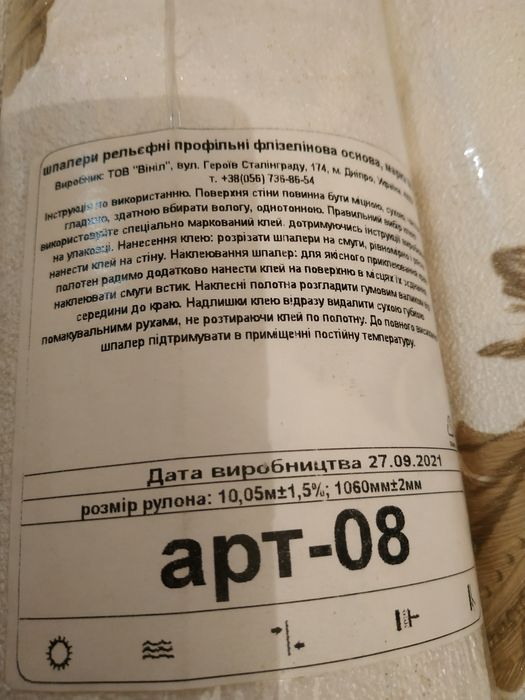 шпалери рельєфні профільні флізелінова основа,
Виробник: ТОВ "Вініл", вул. Героїв Сталінграду, 174, м. Дніпро, Україна
т. +38(056) 736-86-54
Інструкція по використанню. Поверхня стіни повинна бути міцною, сухою,
гладкою, здатною вбирати вологу, однотонною. Правильний вибір
використовуйте спеціально маркований клей, дотримуючись інструкції
на упаковці. Нанесення клею: розрізати шпалери на смуги, рівномірно
нанести клей на стіну. Наклеювання шпалер: для якісного приклеювання
полотен радимо додатково нанести клей на поверхню в місцях їх
наклеювати смуги встик. Наклеєні полотна розгладити гумовим валиком
середини до краю. Надлишки клею відразу видалити сухою губкою
помакувальними рухами, не розтираючи клей по полотну. До повного
шпалер підтримувати в приміщенні постійну температуру.
Дата виробництва 27.09.2021
розмір рулона: 10,05м±1,5%; 1060мм±2мм
арт-08